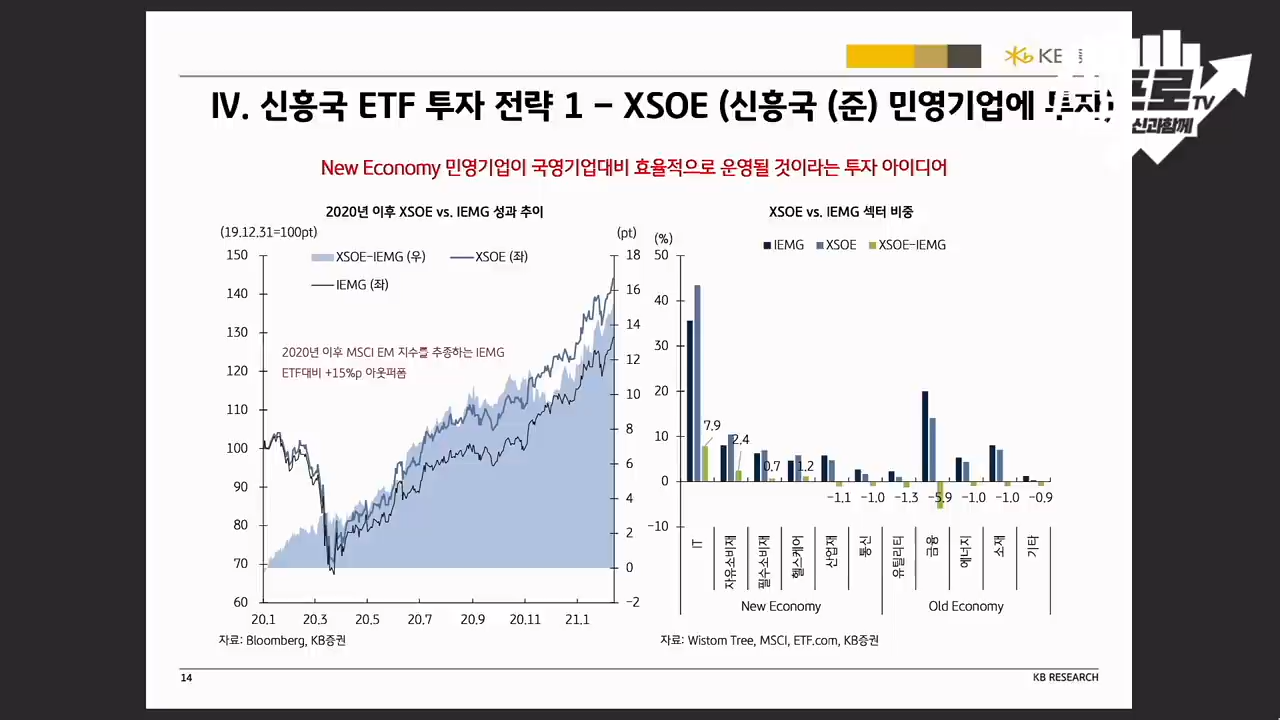 KB
Ⅳ. 신흥국 ETF 투자 전략 1 – XSOE (신흥국 (준) 민영기업에 투자)
TV
신과함께
New Economy 민영기업이 국영기업대비 효율적으로 운영될 것이라는 투자 아이디어
2020년 이후 XSOE vs. IEMG 성과 추이
(19.12.31=100pt)
(pt)
XSOE-IEMG (우)
XSOE (좌)
IEMG (좌)
2020년 이후 MSCI EM 지수를 추종하는 IEMG
ETF대비 +15%p 아웃퍼폼
150
140
130
120
110
100
90
80
70
60
18
16
14
12
10
8
6
4
2
0
-2
20.1 20.3 20.5 20.7 20.9 20.11 21.1
자료: Bloomberg, KB증권
XSOE vs. IEMG 섹터 비중
(%)
IEMG XSOE XSOE-IEMG
50
40
30
20
10
0
-10
7.9 2.4 0.7 1.2 -1.1 -1.0 -1.3 -5.9 -1.0 -1.0 -0.9
IT 자유소비재 필수소비재 헬스케어 산업재 통신 유틸리티 금융 에너지 소재 기타
New Economy Old Economy
자료: Wistom Tree, MSCI, ETF.com, KB증권
14
KB RESEARCH